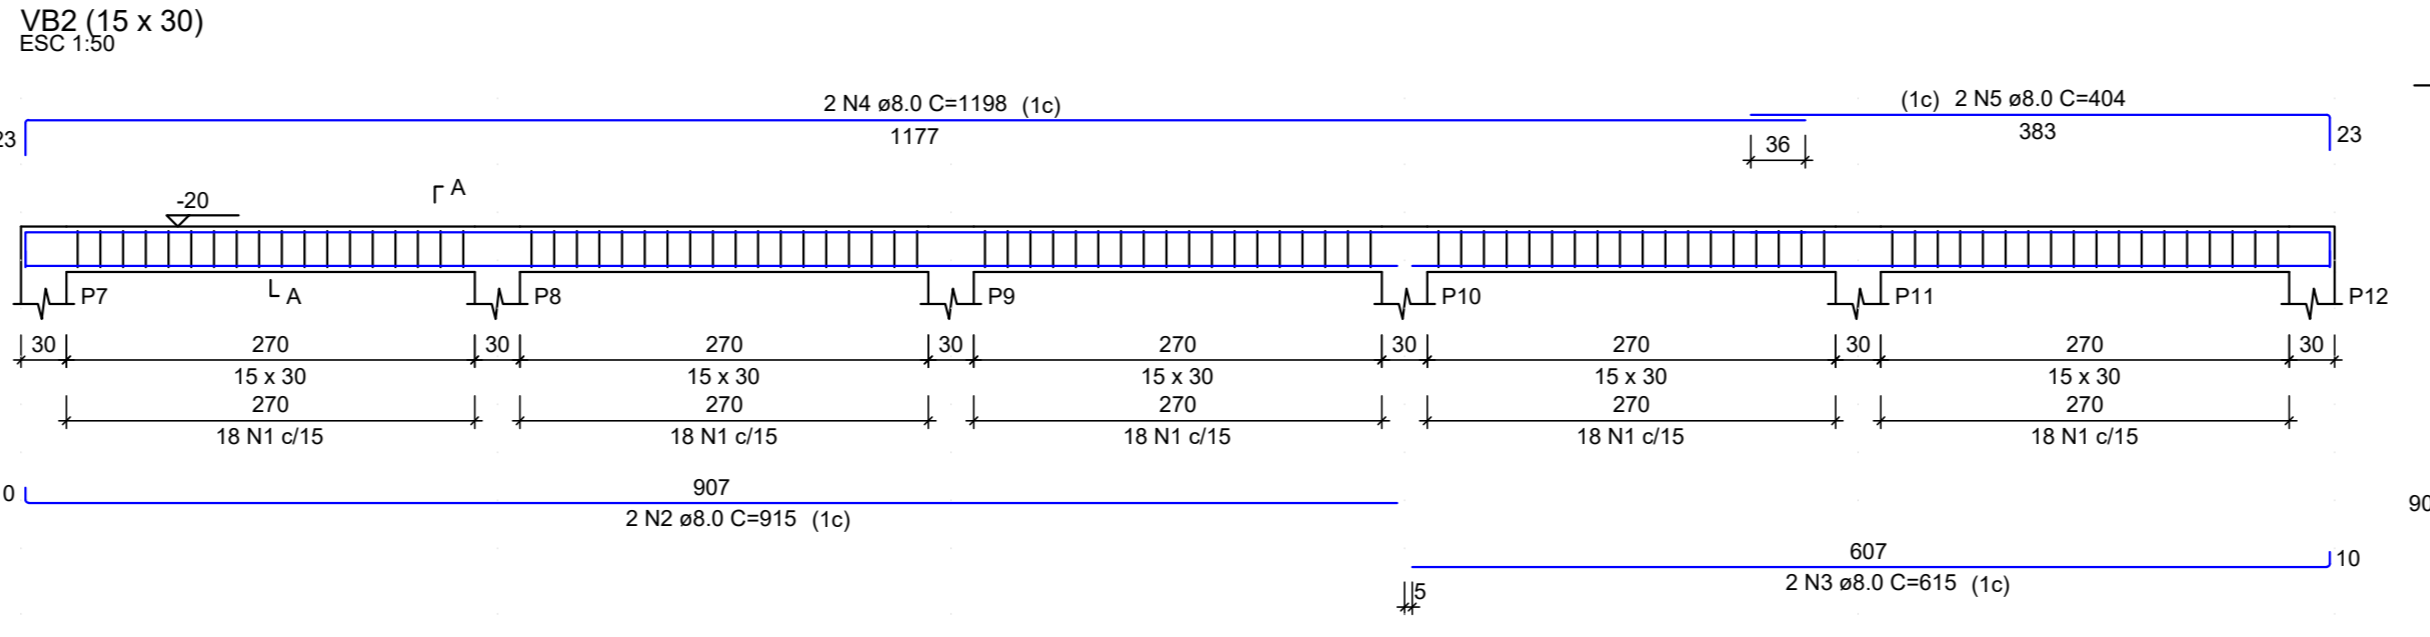 VB2 (15 x 30)
ESC 1:50
2 N4 ø8.0 C=1198 (1c)
(1c) 2 N5 ø8.0 C=404
23
1177
383
23
36
A
-20
A
P7
P8
P9
P10
P11
P12
30 270 30 270 30 270 30 270 30 270 30
15 x 30 15 x 30 15 x 30 15 x 30 15 x 30
270 270 270 270 270
18 N1 c/15 18 N1 c/15 18 N1 c/15 18 N1 c/15 18 N1 c/15
0
907
90
2 N2 ø8.0 C=915 (1c)
607
10
2 N3 ø8.0 C=615 (1c)
5